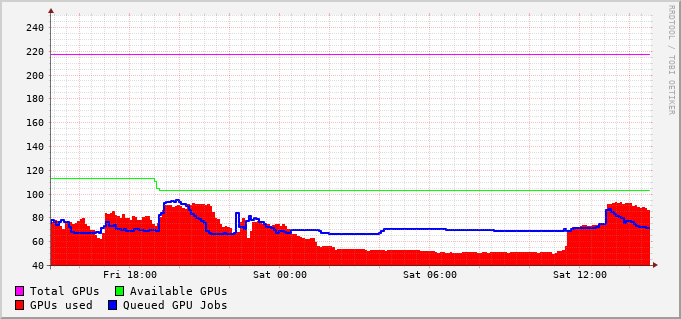 240
220
200
180
160
140
120
100
80
60
40
Fri 18:00 Sat 00:00 Sat 06:00 Sat 12:00
Total GPUs Available GPUs
GPUs used Queued GPU Jobs
RRDTOOL / TOBI OETIKER